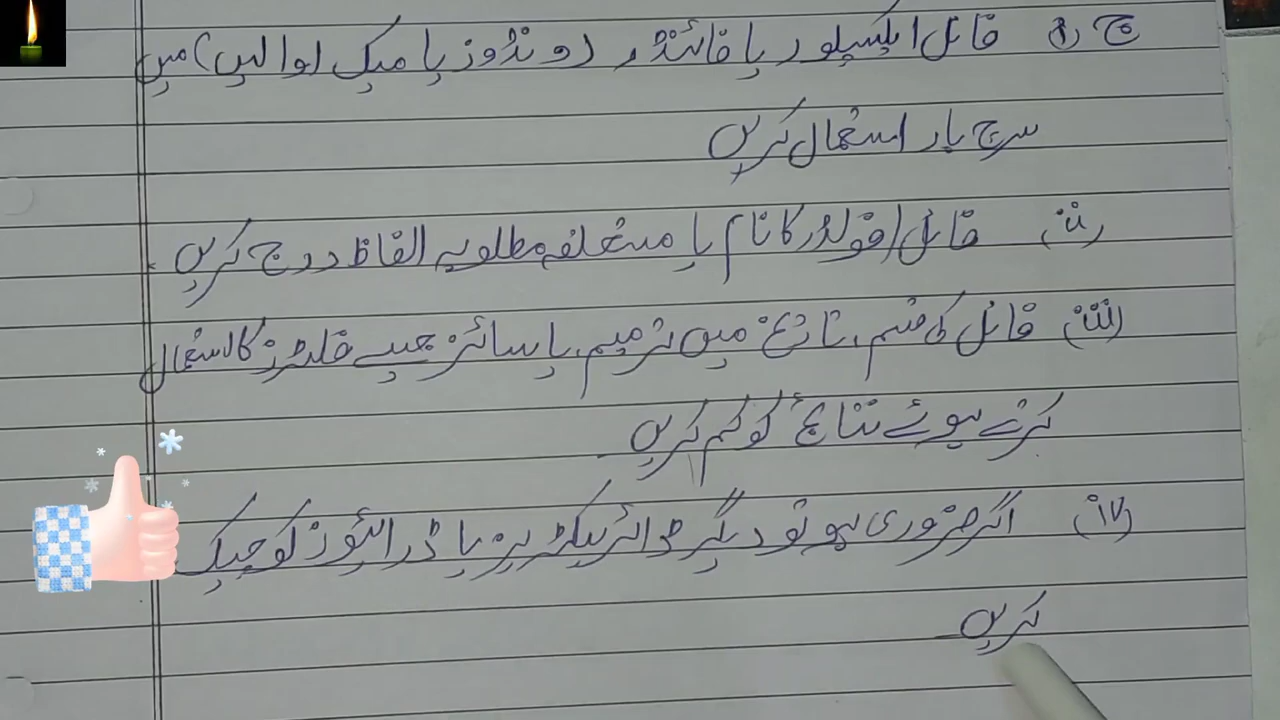 ج (i) فائل ایکسپلورر یا فائنڈر (ونڈوز یا میک او ایس) میں
سرچ بار استعمال کریں
(ii) فائل/فولڈر کا نام یا متعلقہ مطلوبہ الفاظ درج کریں
(iii) فائل کی قسم، تاریخ میں ترمیم، یا سائز جیسے فلٹرز کا استعمال
کرتے ہوئے نتائج کو کم کریں
(iv) اگر ضروری ہو تو دیگر ڈائریکٹریز یا ڈرائیوز کو چیک
کریں